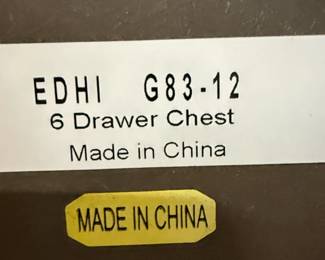 EDHI G83-12
6 Drawer Chest
Made in China
MADE IN CHINA